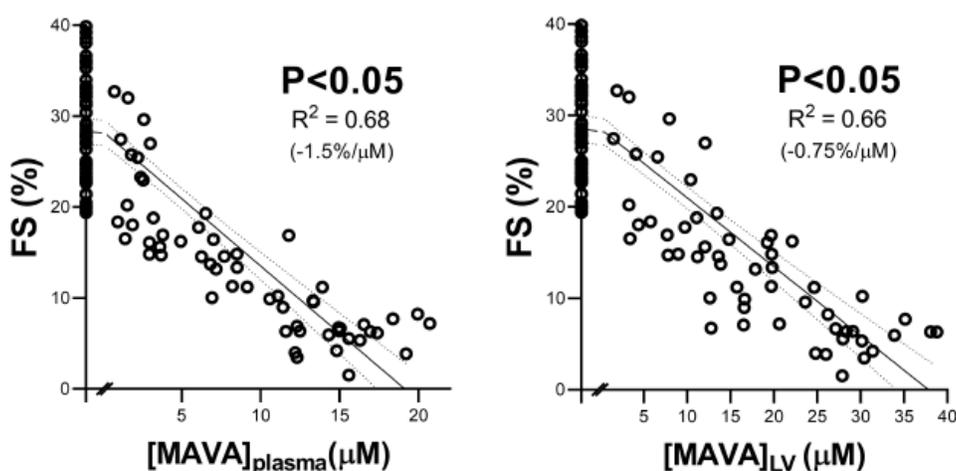 40
30
20
10
0
FS (%)
P<0.05
R² = 0.68
(-1.5%/μM)
5 10 15 20
[MAVA]plasma(μM)
40
30
20
10
0
FS (%)
P<0.05
R² = 0.66
(-0.75%/μM)
5 10 15 20 25 30 35 40
[MAVA]LV (μM)